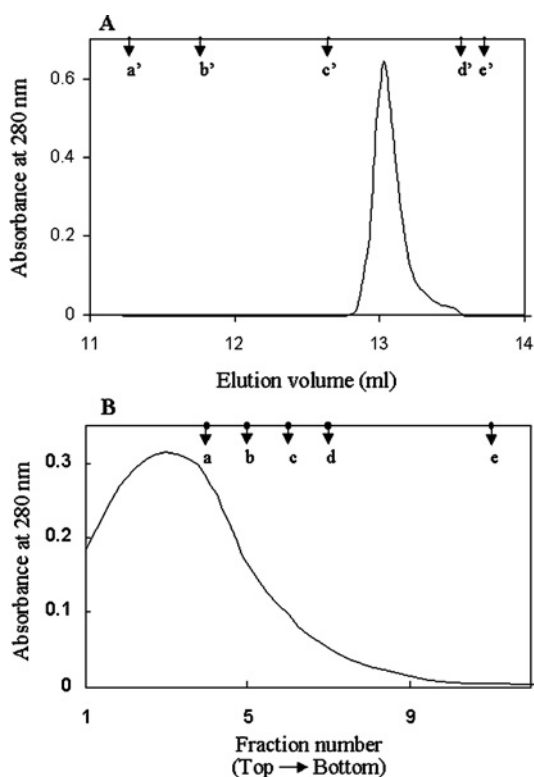 A
a’ b’ c’ d’ e’
0.6
0.4
0.2
0
Absorbance at 280 nm
11 12 13 14
Elution volume (ml)
B
a b c d e
0.3
0.2
0.1
0
Absorbance at 280 nm
1 5 9
Fraction number
(Top → Bottom)